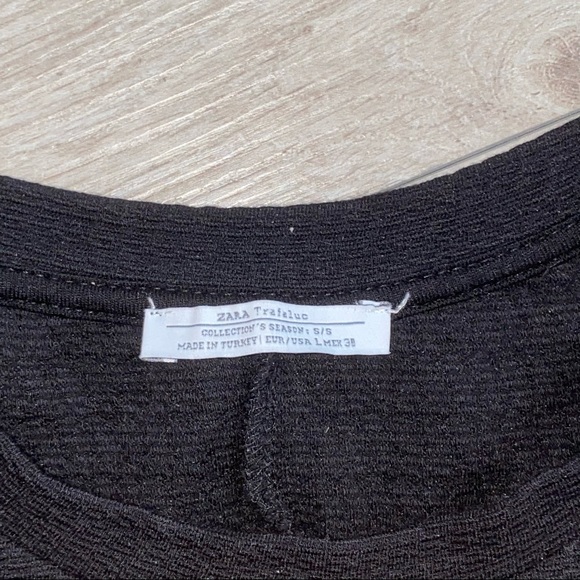 ZARA Trafaluc
COLLECTION'S SEASON: S/S
MADE IN TURKEY | EUR/USA L MEX 38